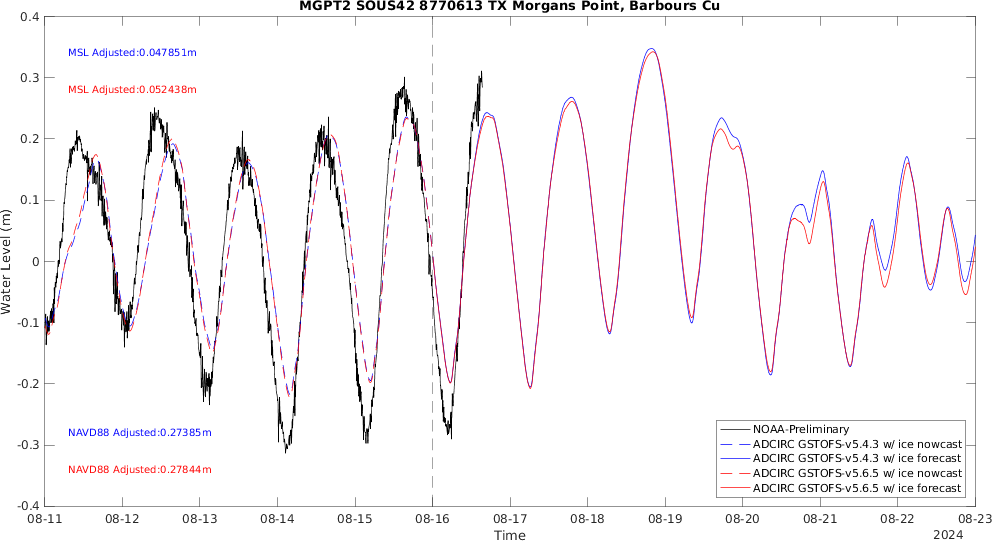 MGPT2 SOUS42 8770613 TX Morgans Point, Barbours Cu
Water Level (m)
0.4
0.3
0.2
0.1
0
-0.1
-0.2
-0.3
-0.4
MSL Adjusted:0.047851m
MSL Adjusted:0.052438m
NAVD88 Adjusted:0.27385m
NAVD88 Adjusted:0.27844m
NOAA-Preliminary
ADCIRC GSTOFS-v5.4.3 w/ ice nowcast
ADCIRC GSTOFS-v5.4.3 w/ ice forecast
ADCIRC GSTOFS-v5.6.5 w/ ice nowcast
ADCIRC GSTOFS-v5.6.5 w/ ice forecast
08-11 08-12 08-13 08-14 08-15 08-16 08-17 08-18 08-19 08-20 08-21 08-22 08-23
Time
2024